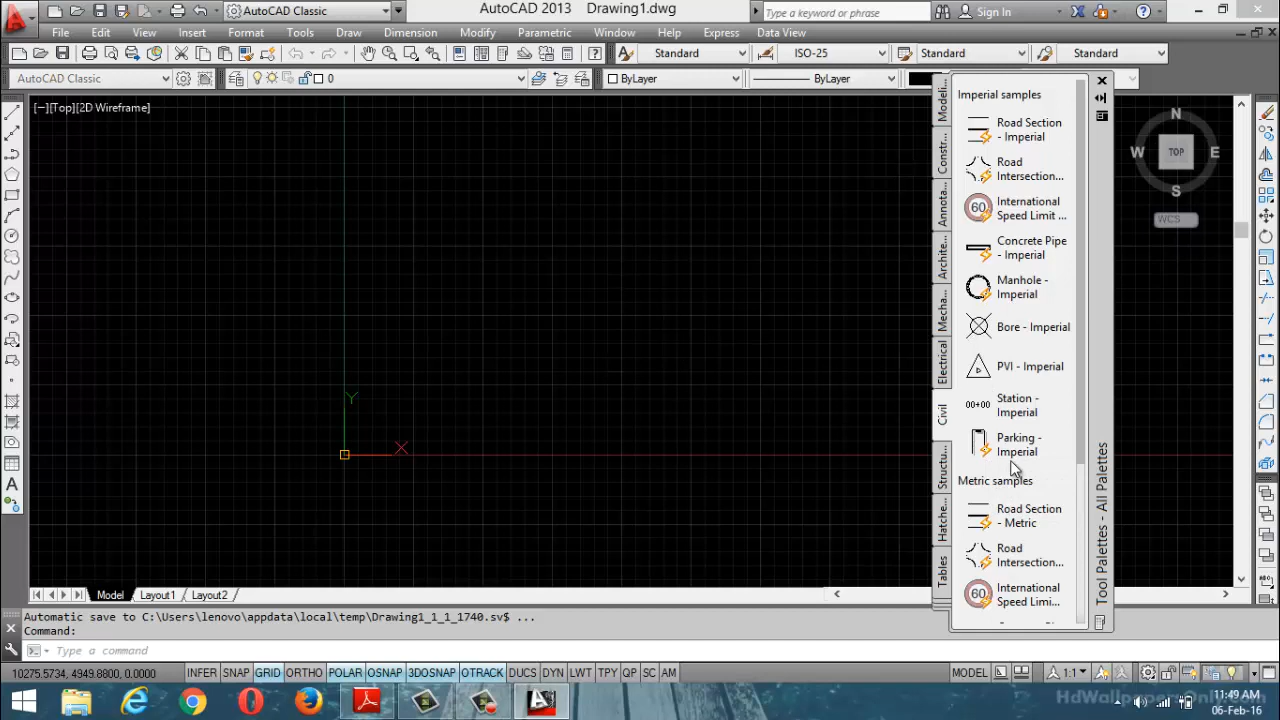 AutoCAD Classic
AutoCAD 2013 Drawing1.dwg
Type a keyword or phrase
Sign In
File Edit View Insert Format Tools Draw Dimension Modify Parametric Window Help Express Data View
Standard ISO-25 Standard Standard
AutoCAD Classic 0 ByLayer ByLayer
[−][Top][2D Wireframe]
Modeli...
Constr...
Annota...
Archite...
Mecha...
Electrical
Civil
Structu...
Hatche...
Tables
Imperial samples
Road Section
- Imperial
Road
Intersection...
60 International
Speed Limit ...
Concrete Pipe
- Imperial
Manhole -
Imperial
Bore - Imperial
PVI - Imperial
00+00 Station -
Imperial
Parking -
Imperial
Metric samples
Road Section
- Metric
Road
Intersection...
60 International
Speed Limi...
Tool Palettes - All Palettes
N
W TOP E
S
WCS
Y
X
Model Layout1 Layout2
Automatic save to C:\Users\lenovo\appdata\local\temp\Drawing1_1_1_1740.sv$ ...
Command:
Type a command
10275.5734, 4949.8800, 0.0000 INFER SNAP GRID ORTHO POLAR OSNAP 3DOSNAP OTRACK DUCS DYN LWT TPY QP SC AM MODEL 1:1
HdWallpapersOnly.com
11:49 AM
06-Feb-16